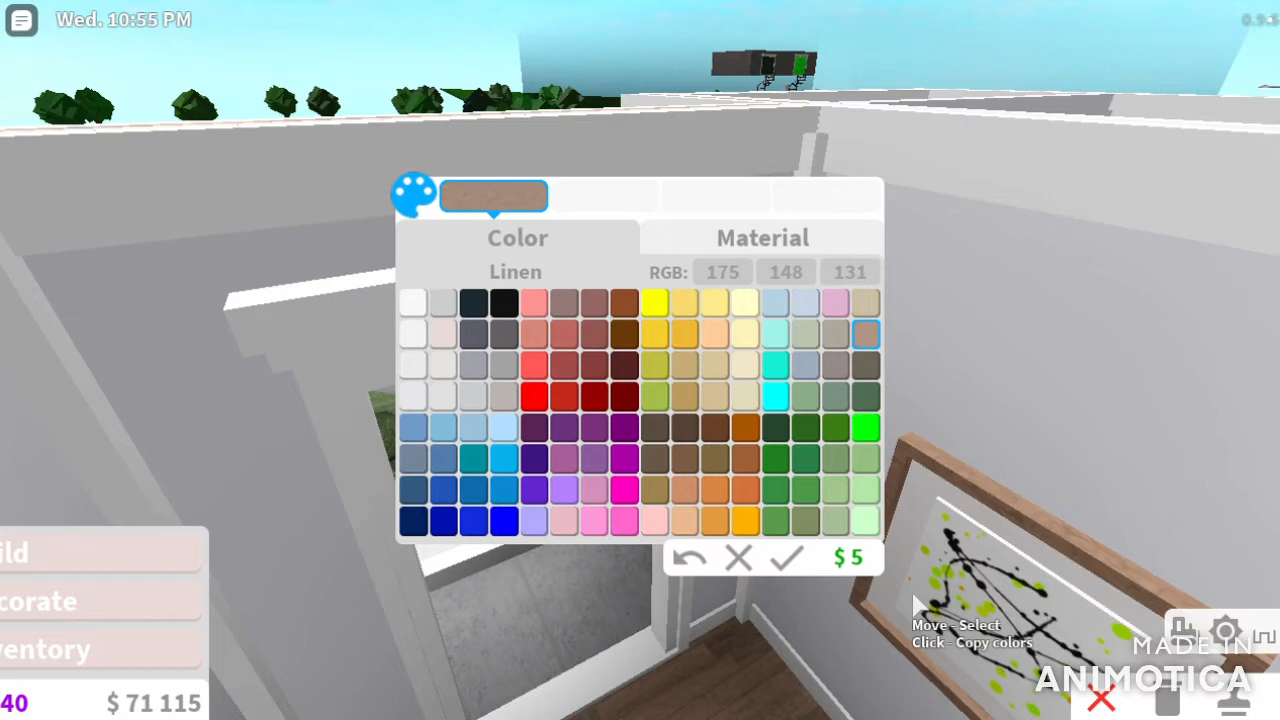 Wed. 10:55 PM
Color
Material
Linen
RGB: 175 148 131
$ 5
ild
corate
ventory
40
$ 71 115
Move - Select
Click - Copy colors
MADE IN
ANIMOTICA